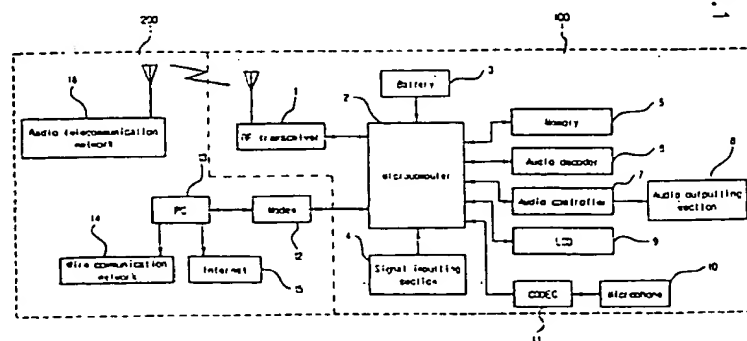 .1
200
100
16
Audio telecommunication
network
1
RF transceiver
Battery
3
2
microcomputer
Memory
5
Audio decoder
6
7
Audio controller
8
Audio outputting
section
LCD
9
13
PC
Modem
12
14
Wire communication
network
Internet
15
4
Signal inputting
section
CODEC
11
Microphone
10